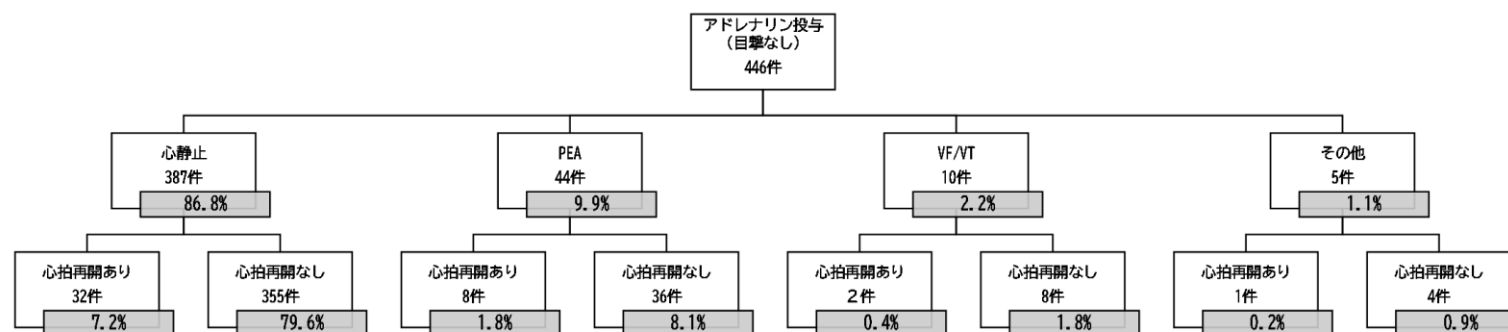 アドレナリン投与
（目撃なし）
446件
心静止
387件
86.8%
PEA
44件
9.9%
VF/VT
10件
2.2%
その他
5件
1.1%
心拍再開あり
32件
7.2%
心拍再開なし
355件
79.6%
心拍再開あり
8件
1.8%
心拍再開なし
36件
8.1%
心拍再開あり
２件
0.4%
心拍再開なし
8件
1.8%
心拍再開あり
1件
0.2%
心拍再開なし
4件
0.9%